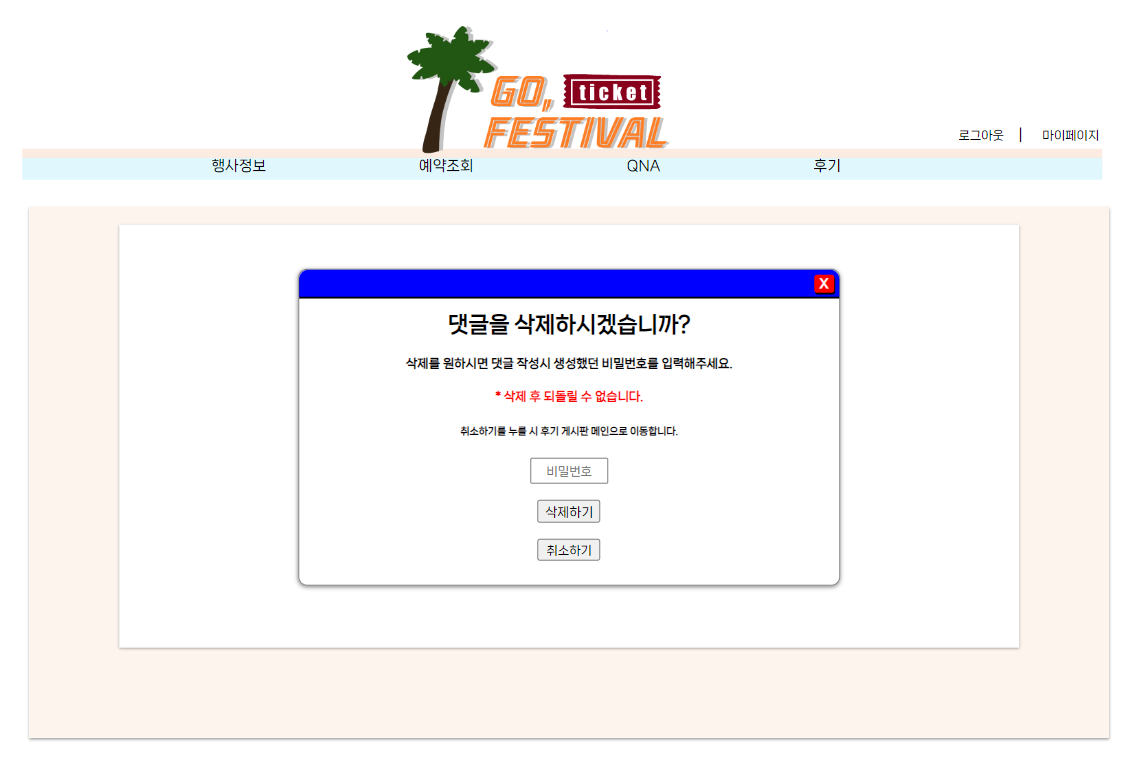 GO, ticket
FESTIVAL
로그아웃 | 마이페이지
행사정보 예약조회 QNA 후기
X
댓글을 삭제하시겠습니까?
삭제를 원하시면 댓글 작성시 생성했던 비밀번호를 입력해주세요.
* 삭제 후 되돌릴 수 없습니다.
취소하기를 누를 시 후기 게시판 메인으로 이동합니다.
비밀번호
삭제하기
취소하기